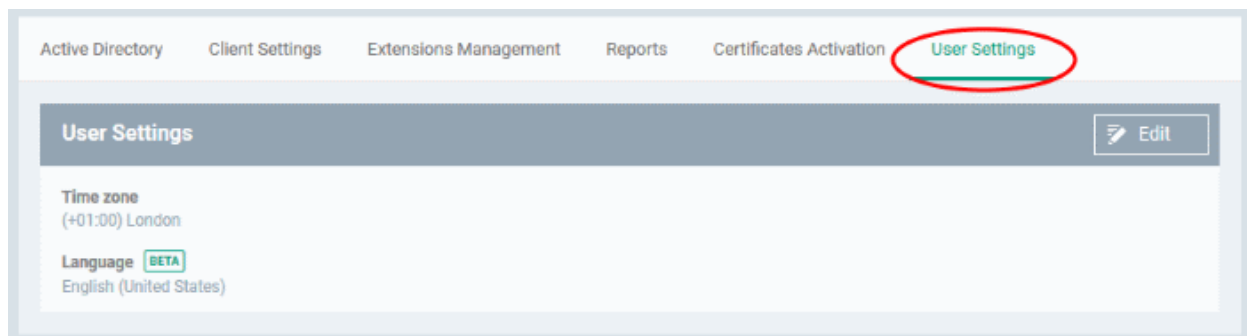 Active Directory Client Settings Extensions Management Reports Certificates Activation User Settings
User Settings
Edit
Time zone
(+01:00) London
Language BETA
English (United States)